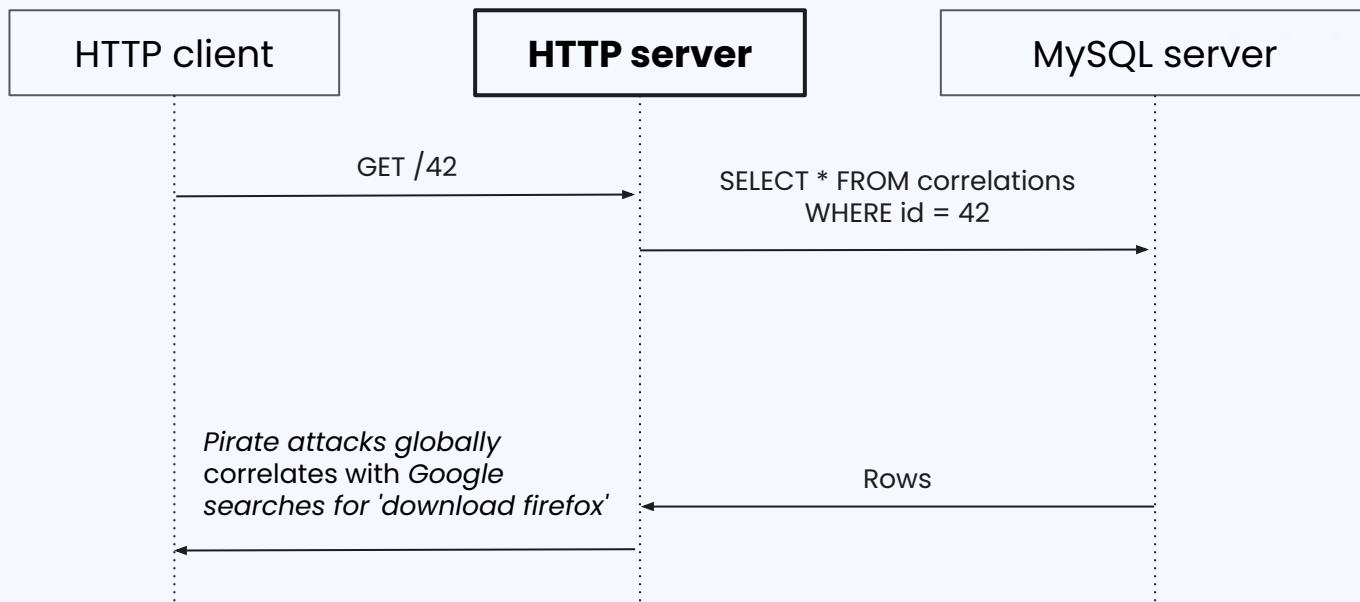 HTTP client
HTTP server
MySQL server
GET /42
SELECT * FROM correlations
WHERE id = 42
Pirate attacks globally
correlates with Google
searches for 'download firefox'
Rows